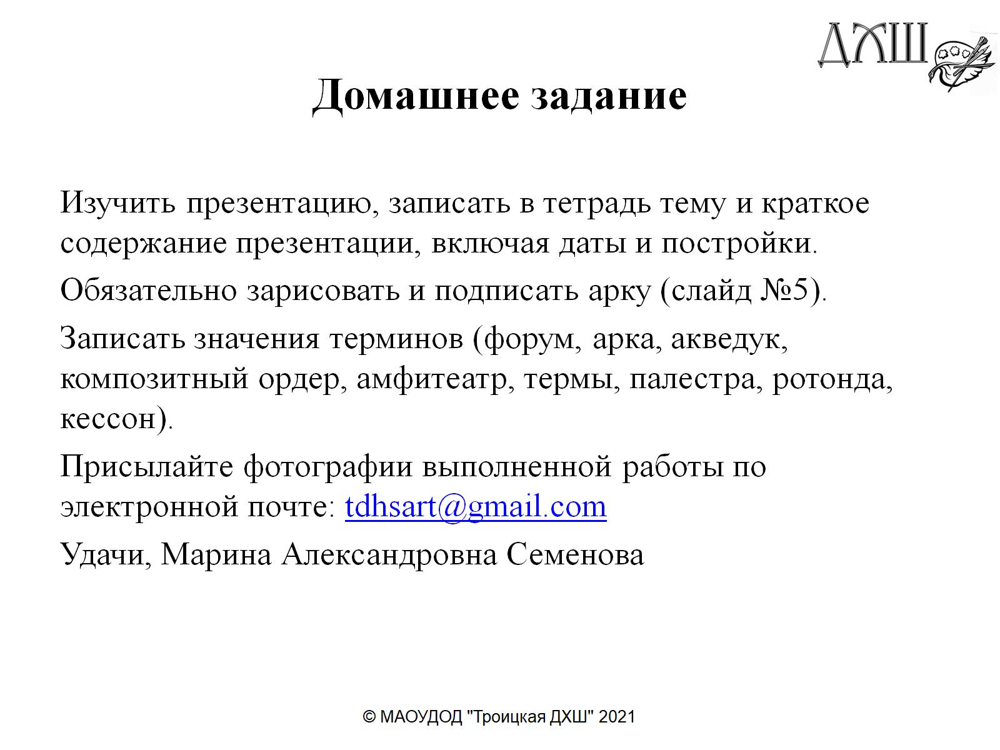 ДХШ
Домашнее задание
Изучить презентацию, записать в тетрадь тему и краткое
содержание презентации, включая даты и постройки.
Обязательно зарисовать и подписать арку (слайд №5).
Записать значения терминов (форум, арка, акведук,
композитный ордер, амфитеатр, термы, палестра, ротонда,
кессон).
Присылайте фотографии выполненной работы по
электронной почте: tdhsart@gmail.com
Удачи, Марина Александровна Семенова
© МАОУДОД "Троицкая ДХШ" 2021